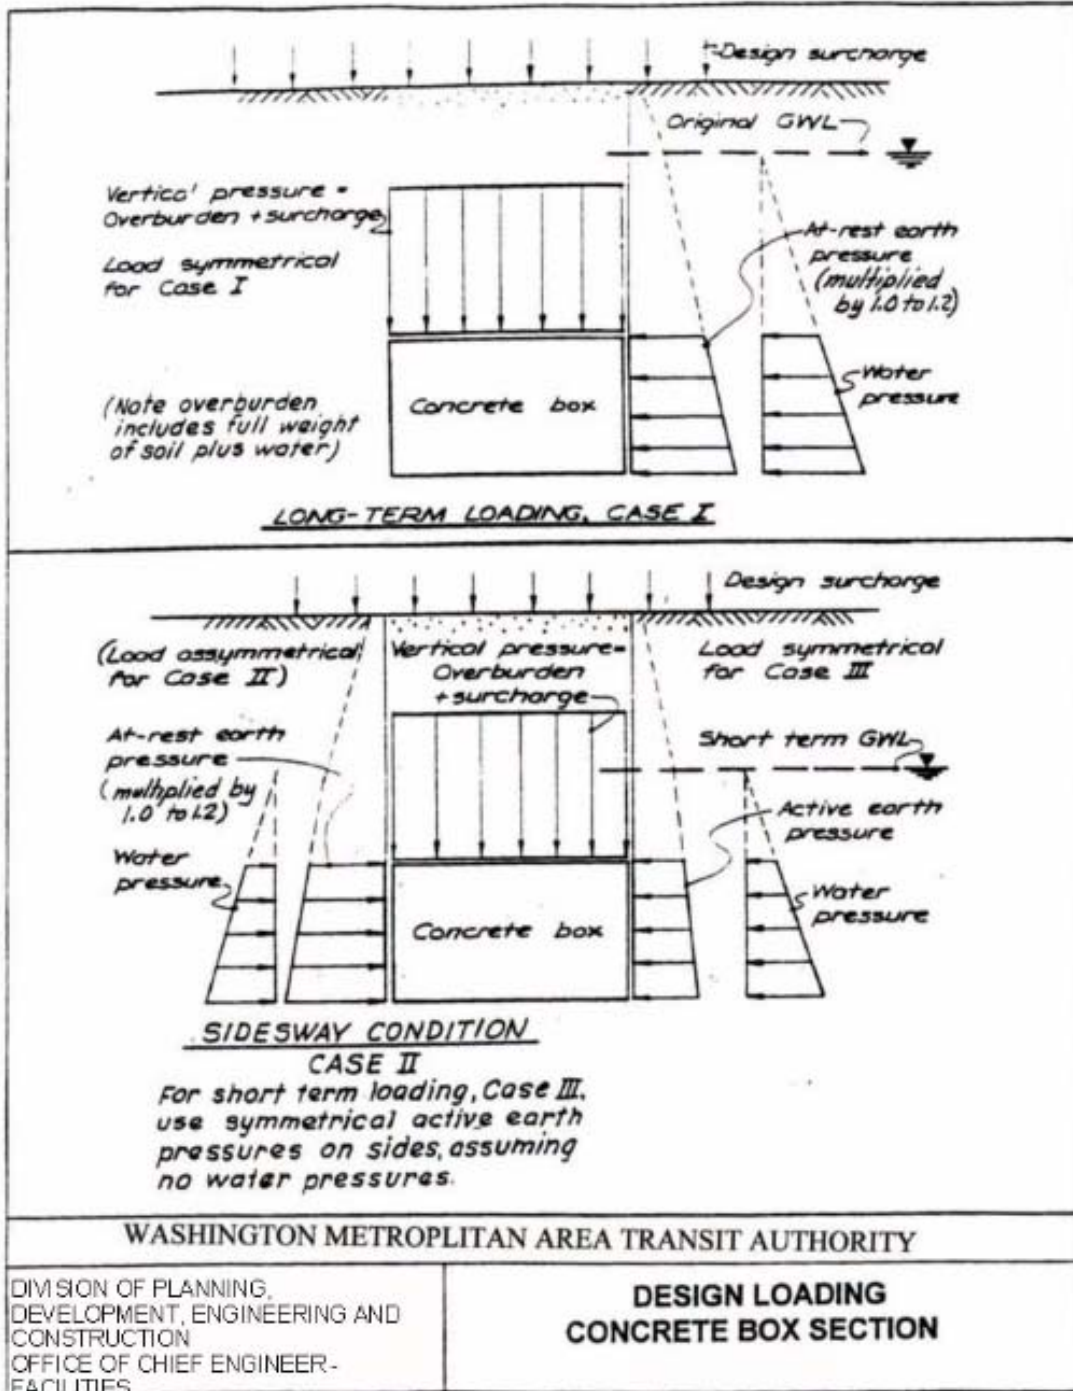 Design surcharge
Original GWL
Vertical pressure =
Overburden + surcharge
Load symmetrical
for Case I
At-rest earth
pressure
(multiplied
by 1.0 to 1.2)
Water
pressure
(Note overburden
includes full weight
of soil plus water)
Concrete box
LONG-TERM LOADING, CASE I
Design surcharge
(Load assymmetrical
for Case II)
Vertical pressure=
Overburden
+surcharge
Load symmetrical
for Case III
At-rest earth
pressure
(multiplied by
1.0 to 1.2)
Short term GWL
Active earth
pressure
Water
pressure
Water
pressure
Concrete box
SIDESWAY CONDITION
CASE II
For short term loading, Case III,
use symmetrical active earth
pressures on sides, assuming
no water pressures.
WASHINGTON METROPLITAN AREA TRANSIT AUTHORITY
DIVISION OF PLANNING,
DEVELOPMENT, ENGINEERING AND
CONSTRUCTION
OFFICE OF CHIEF ENGINEER-
FACILITIES
DESIGN LOADING
CONCRETE BOX SECTION